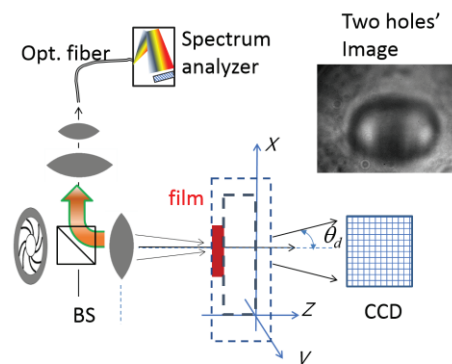 Two holes'
Image
Opt. fiber
Spectrum
analyzer
X
film
θd
BS
Z
CCD